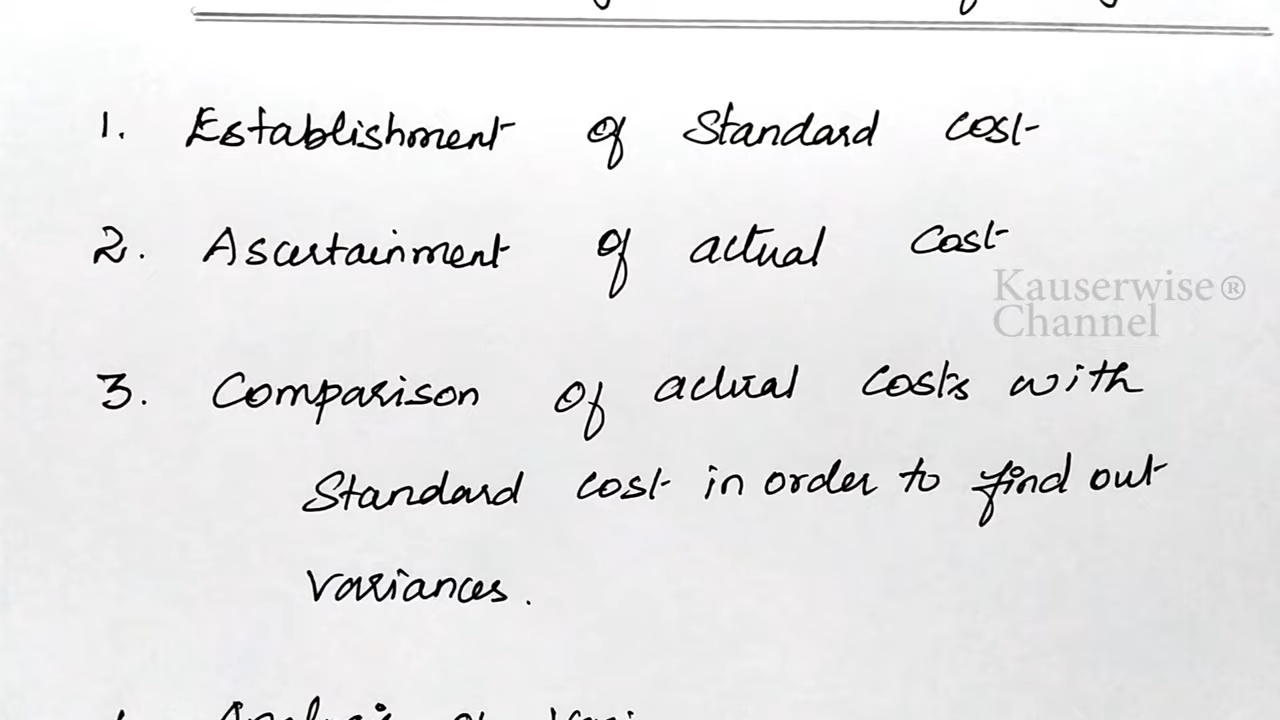 1. Establishment of Standard cost
2. Ascertainment of actual Cost
Kauserwise®
Channel
3. Comparison of actual costs with
Standard cost in order to find out
Variances.